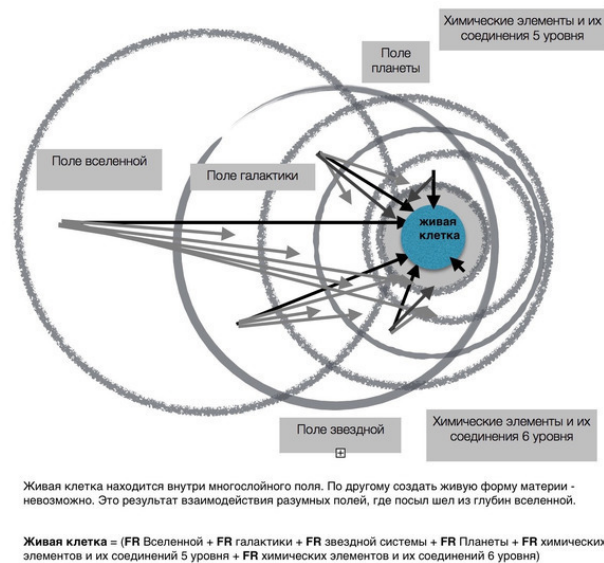 Химические элементы и их
соединения 5 уровня
Поле
планеты
Поле вселенной
Поле галактики
живая
клетка
Поле звездной
Химические элементы и их
соединения 6 уровня
Живая клетка находится внутри многослойного поля. По другому создать живую форму материи -
невозможно. Это результат взаимодействия разумных полей, где посыл шел из глубин вселенной.
Живая клетка = (FR Вселенной + FR галактики + FR звездной системы + FR Планеты + FR химических
элементов и их соединений 5 уровня + FR химических элементов и их соединений 6 уровня)